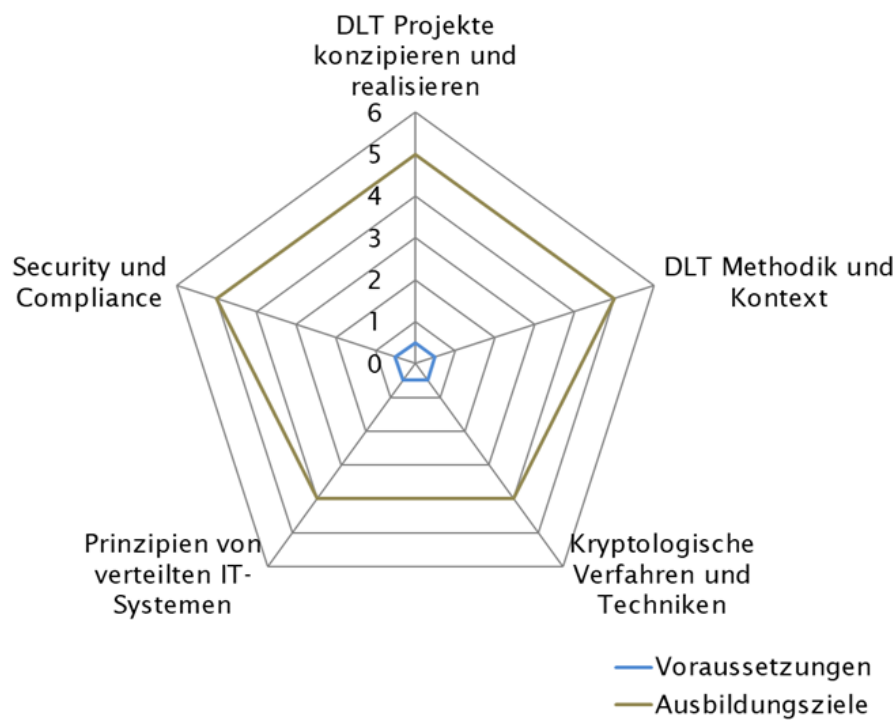 DLT Projekte
konzipieren und
realisieren
6
5
4
3
2
1
0
Security und
Compliance
DLT Methodik und
Kontext
Prinzipien von
verteilten IT-
Systemen
Kryptologische
Verfahren und
Techniken
Voraussetzungen
Ausbildungsziele